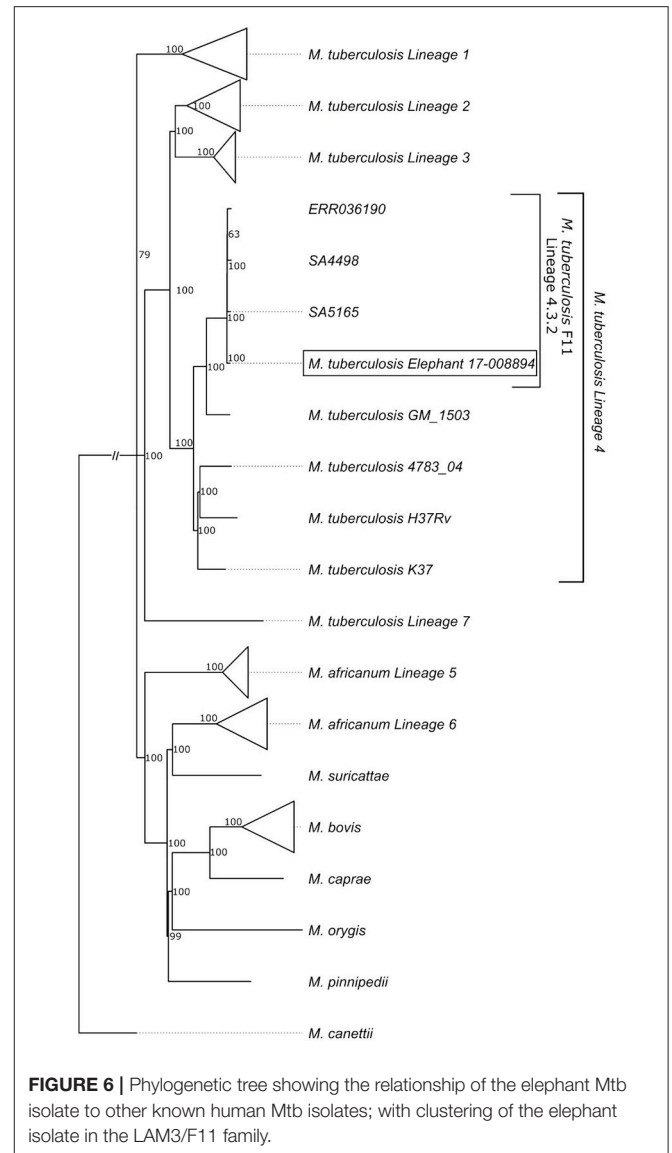 100
M. tuberculosis Lineage 1
100
M. tuberculosis Lineage 2
100
100
M. tuberculosis Lineage 3
ERR036190
63
79
SA4498
100
100
SA5165
100
100
M. tuberculosis Elephant 17-008894
100
M. tuberculosis GM_1503
100
100
M. tuberculosis 4783_04
100
M. tuberculosis H37Rv
100
M. tuberculosis K37
M. tuberculosis F11
Lineage 4.3.2
M. tuberculosis Lineage 4
//
M. tuberculosis Lineage 7
100
M. africanum Lineage 5
100
M. africanum Lineage 6
100
100
M. suricattae
100
M. bovis
100
100
M. caprae
100
M. orygis
99
M. pinnipedii
M. canettii
FIGURE 6 | Phylogenetic tree showing the relationship of the elephant Mtb
isolate to other known human Mtb isolates; with clustering of the elephant
isolate in the LAM3/F11 family.